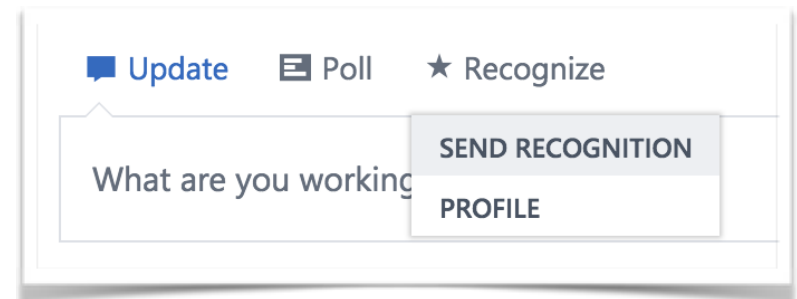 Update Poll Recognize
SEND RECOGNITION
What are you working
PROFILE